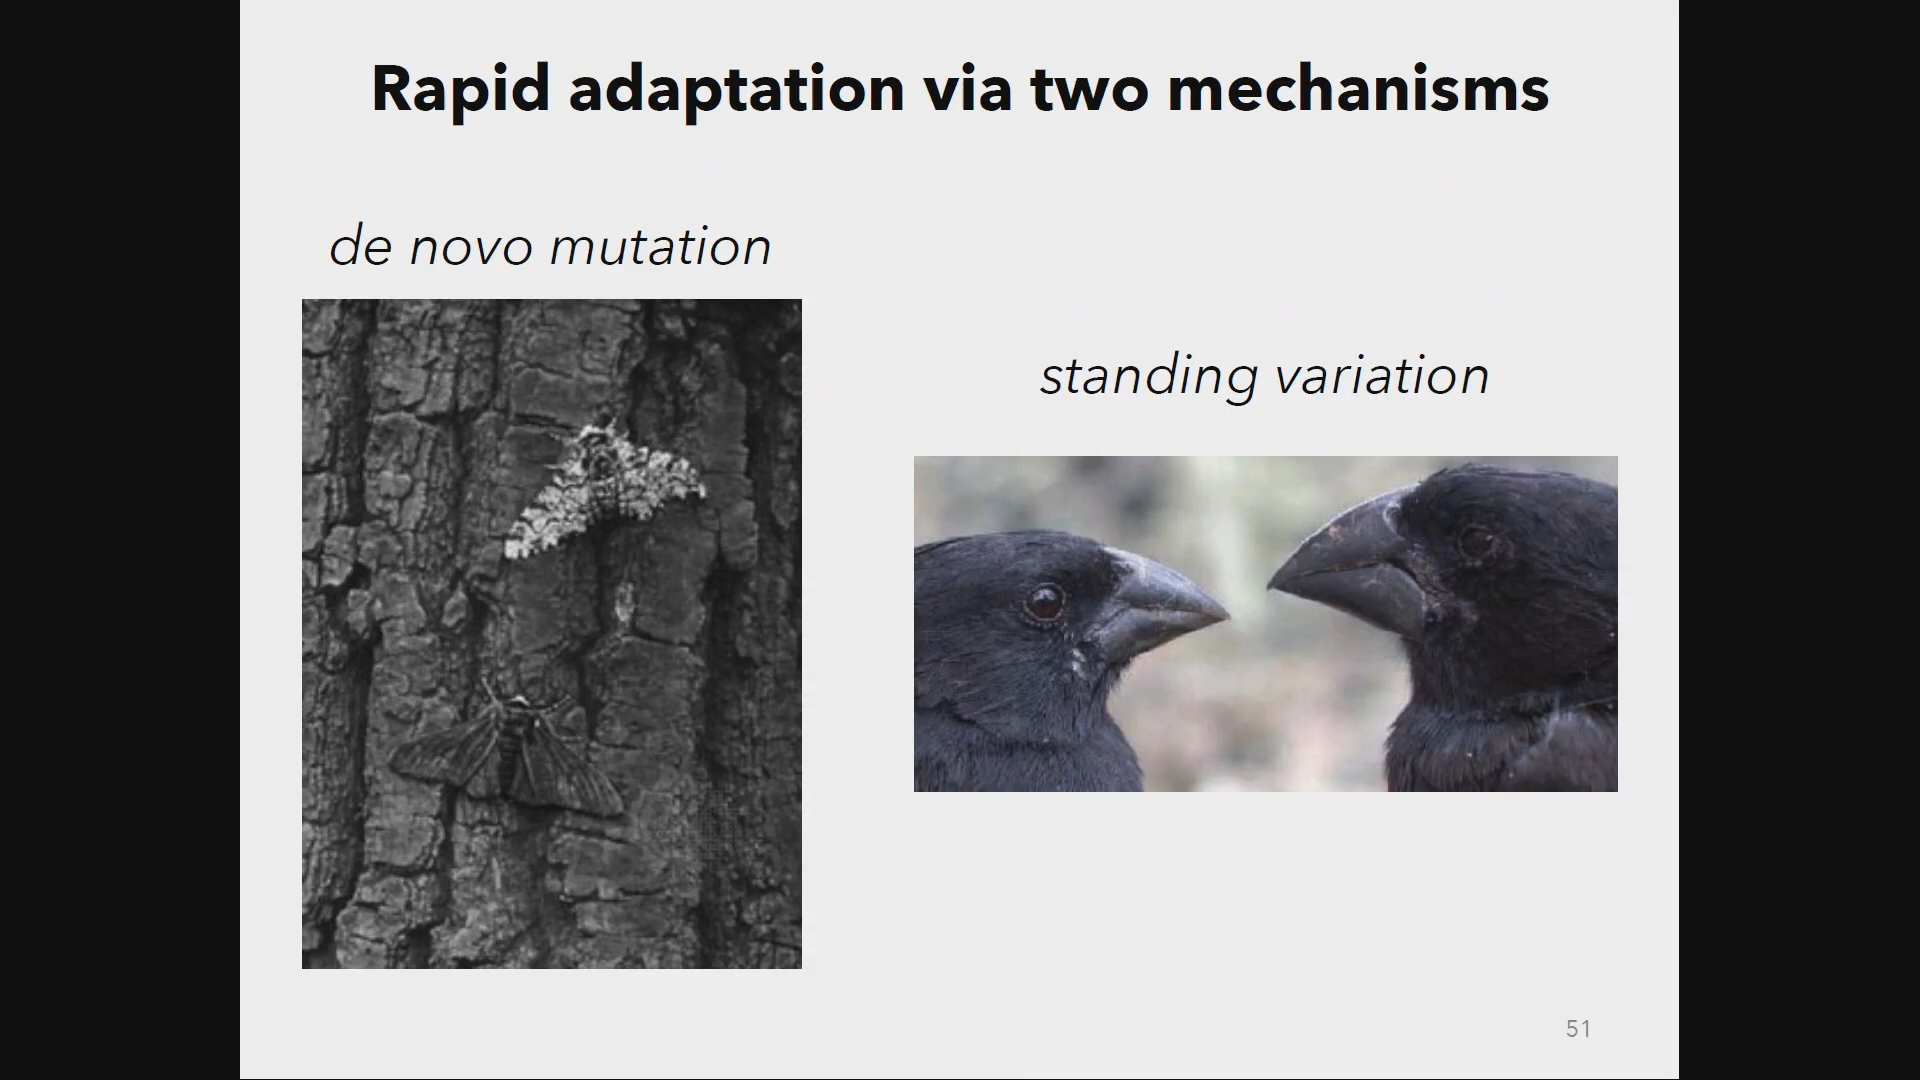 Rapid adaptation via two mechanisms
de novo mutation
standing variation
51